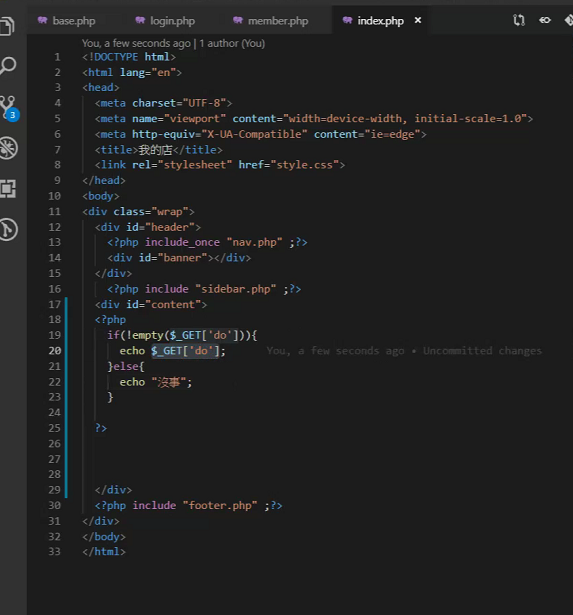 base.php login.php member.php index.php ×
You, a few seconds ago | 1 author (You)
1 <!DOCTYPE html>
2 <html lang="en">
3 <head>
4 <meta charset="UTF-8">
5 <meta name="viewport" content="width=device-width, initial-scale=1.0">
6 <meta http-equiv="X-UA-Compatible" content="ie=edge">
7 <title>我的店</title>
8 <link rel="stylesheet" href="style.css">
9 </head>
10 <body>
11 <div class="wrap">
12 <div id="header">
13 <?php include_once "nav.php" ;?>
14 <div id="banner"></div>
15 </div>
16 <?php include "sidebar.php" ;?>
17 <div id="content">
18 <?php
19 if(!empty($_GET['do'])){
20 echo $_GET['do']; You, a few seconds ago • Uncommitted changes
21 }else{
22 echo "沒事";
23 }
24
25 ?>
26
27
28
29 </div>
30 <?php include "footer.php" ;?>
31 </div>
32 </body>
33 </html>
3